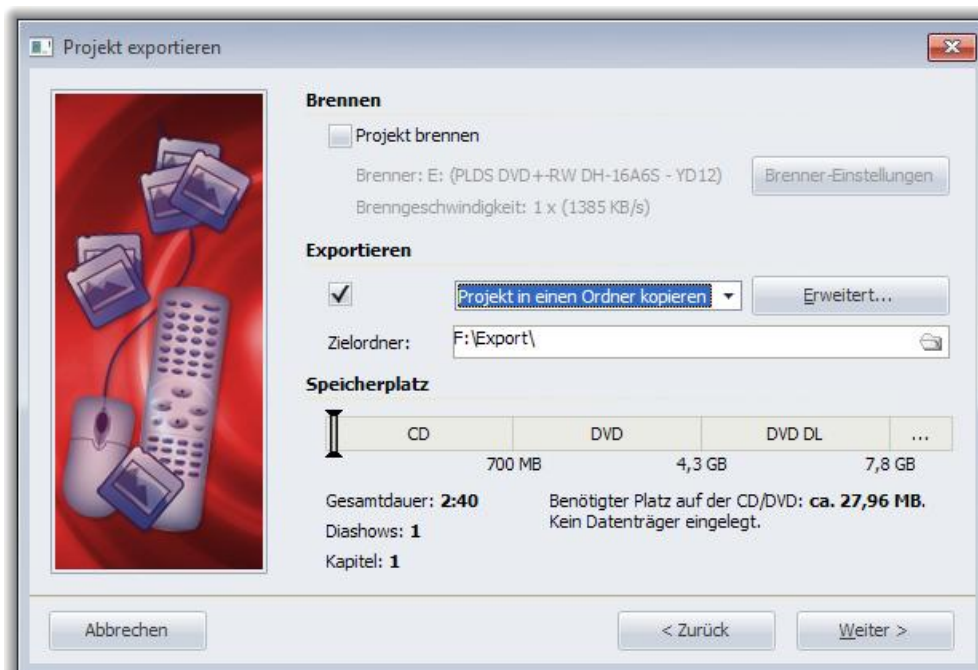 Projekt exportieren
Brennen
Projekt brennen
Brenner: E: (PLDS DVD+-RW DH-16A6S - YD12)
Brenner-Einstellungen
Brenngeschwindigkeit: 1 x (1385 KB/s)
Exportieren
Projekt in einen Ordner kopieren
Erweitert...
Zielordner:
F:\Export\
Speicherplatz
CD DVD DVD DL ...
700 MB 4,3 GB 7,8 GB
Gesamtdauer: 2:40
Benötigter Platz auf der CD/DVD: ca. 27,96 MB.
Kein Datenträger eingelegt.
Diashows: 1
Kapitel: 1
Abbrechen
< Zurück
Weiter >